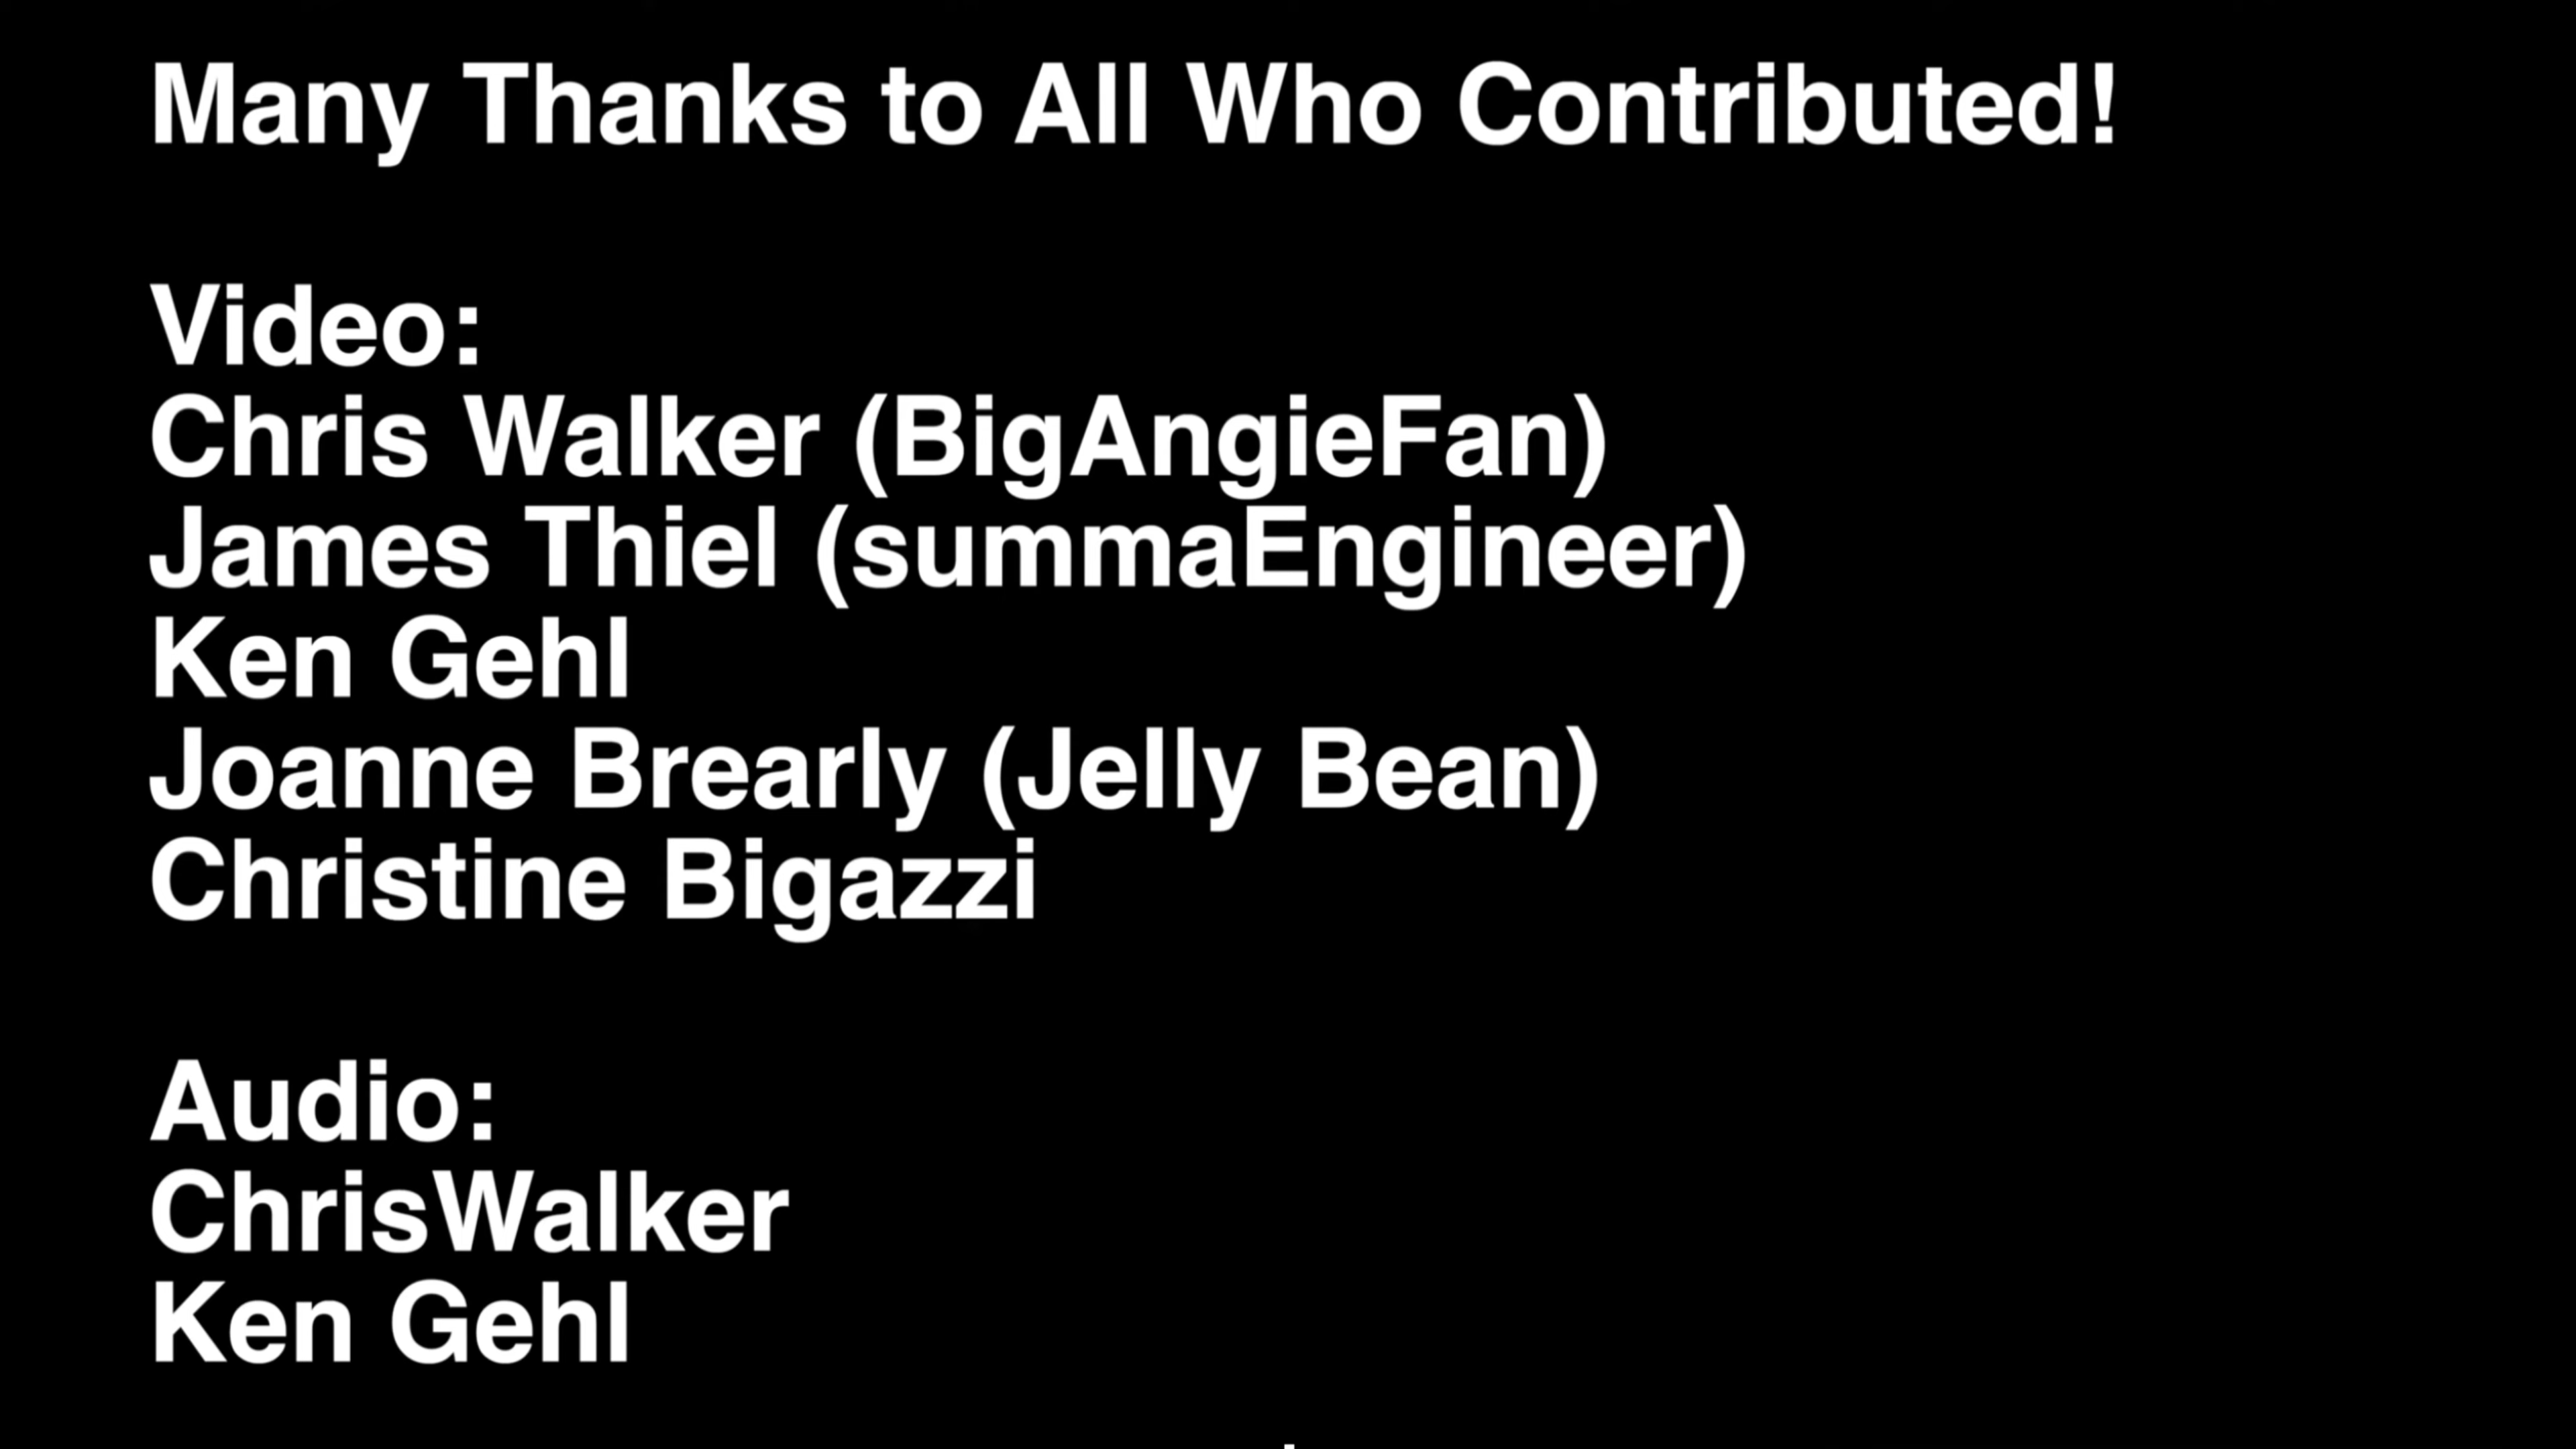 Many Thanks to All Who Contributed!
Video:
Chris Walker (BigAngieFan)
James Thiel (summaEngineer)
Ken Gehl
Joanne Brearly (Jelly Bean)
Christine Bigazzi
Audio:
ChrisWalker
Ken Gehl